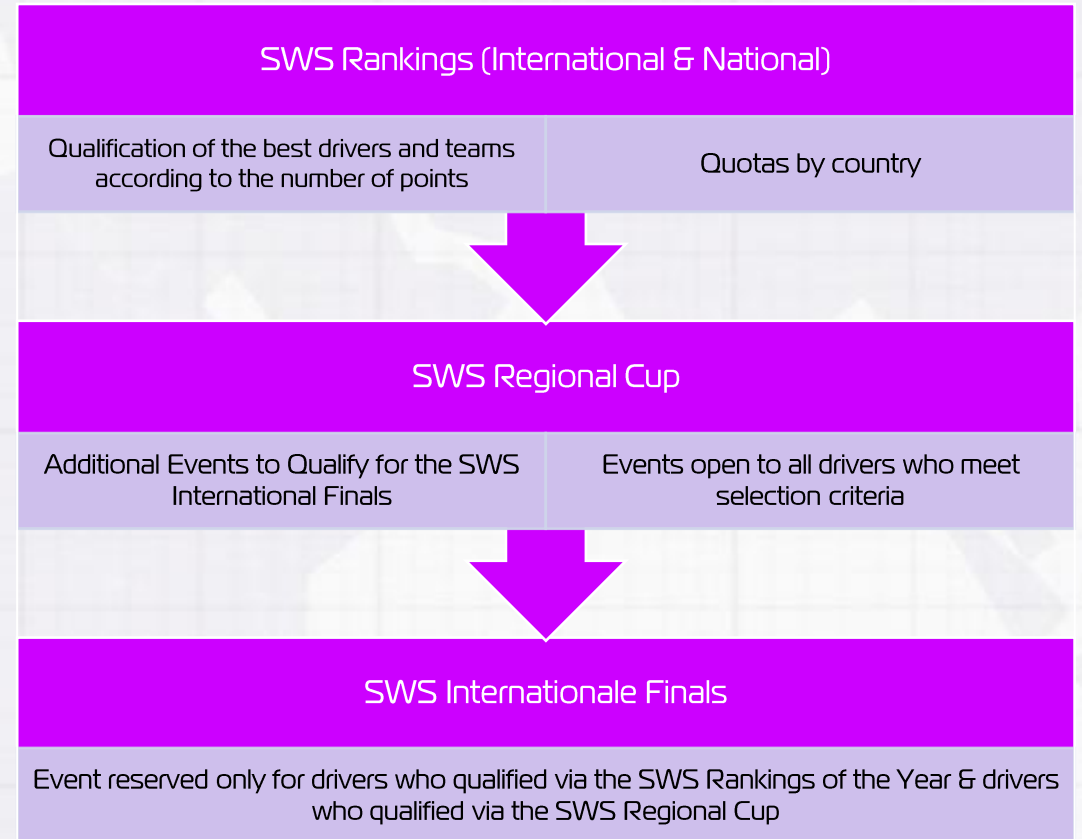 SWS Rankings (International & National)
Qualification of the best drivers and teams
according to the number of points
Quotas by country
SWS Regional Cup
Additional Events to Qualify for the SWS
International Finals
Events open to all drivers who meet
selection criteria
SWS Internationale Finals
Event reserved only for drivers who qualified via the SWS Rankings of the Year & drivers
who qualified via the SWS Regional Cup